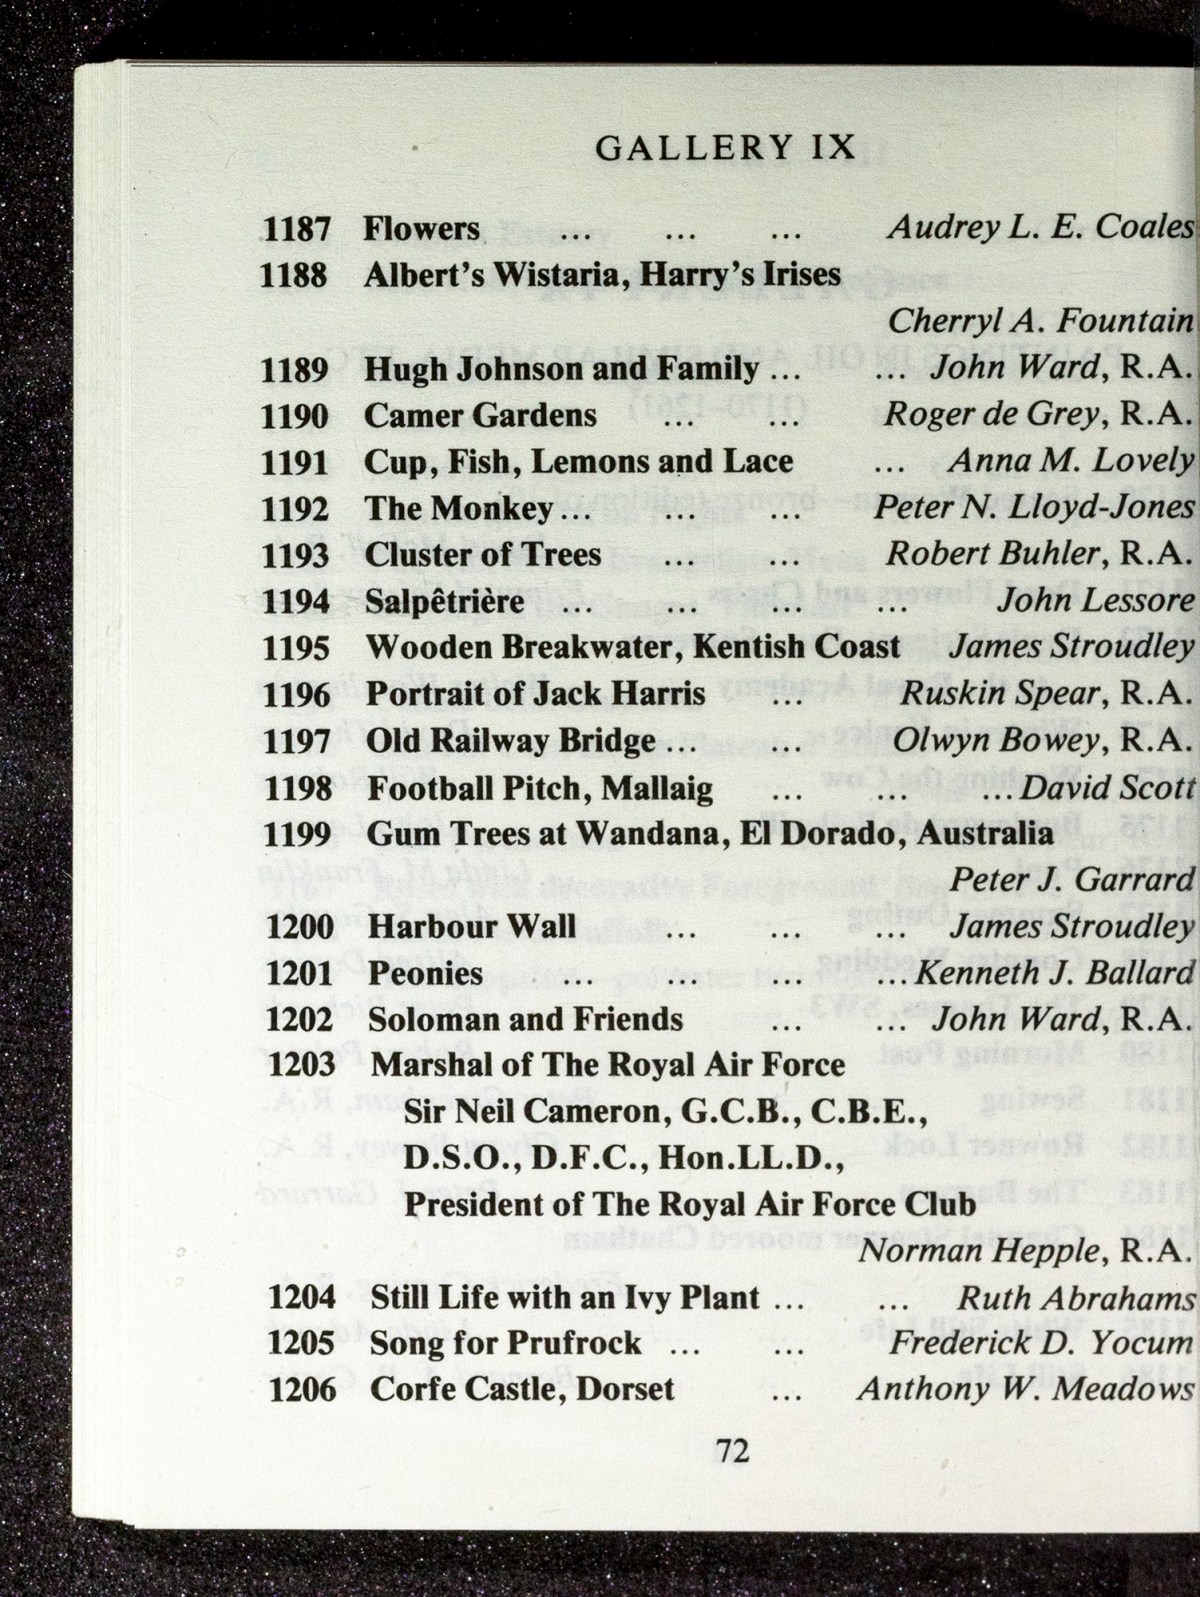 GALLERY IX
1187 Flowers ... ... ... Audrey L. E. Coales
1188 Albert's Wistaria, Harry's Irises
Cherryl A. Fountain
1189 Hugh Johnson and Family ... ... John Ward, R.A.
1190 Camer Gardens ... ... Roger de Grey, R.A.
1191 Cup, Fish, Lemons and Lace ... Anna M. Lovely
1192 The Monkey ... ... ... Peter N. Lloyd-Jones
1193 Cluster of Trees ... ... Robert Buhler, R.A.
1194 Salpêtrière ... ... ... ... John Lessore
1195 Wooden Breakwater, Kentish Coast James Stroudley
1196 Portrait of Jack Harris ... Ruskin Spear, R.A.
1197 Old Railway Bridge ... ... Olwyn Bowey, R.A.
1198 Football Pitch, Mallaig ... ... ... David Scott
1199 Gum Trees at Wandana, El Dorado, Australia
Peter J. Garrard
1200 Harbour Wall ... ... ... James Stroudley
1201 Peonies ... ... ... ... Kenneth J. Ballard
1202 Soloman and Friends ... ... John Ward, R.A.
1203 Marshal of The Royal Air Force
Sir Neil Cameron, G.C.B., C.B.E.,
D.S.O., D.F.C., Hon.LL.D.,
President of The Royal Air Force Club
Norman Hepple, R.A.
1204 Still Life with an Ivy Plant ... ... Ruth Abrahams
1205 Song for Prufrock ... ... Frederick D. Yocum
1206 Corfe Castle, Dorset ... Anthony W. Meadows
72